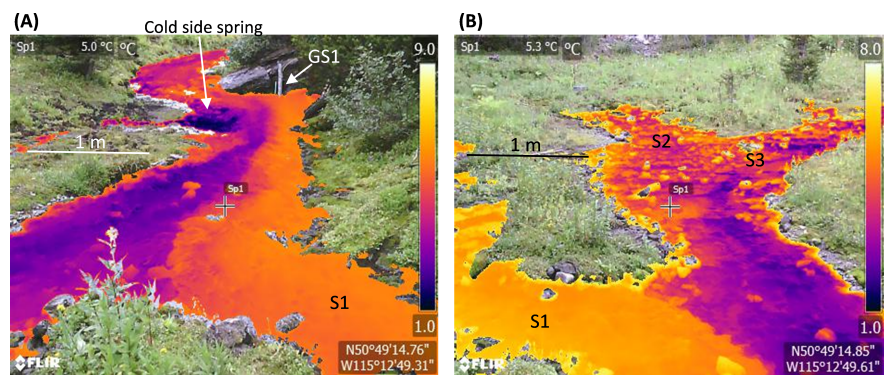 (A)
Sp1 5.0 °C °C
Cold side spring
GS1
9.0
1 m
Sp1
S1
1.0
FLIR
N50°49'14.76"
W115°12'49.31"
(B)
Sp1 5.3 °C °C
8.0
1 m
S2
S3
Sp1
S1
1.0
FLIR
N50°49'14.85"
W115°12'49.61"